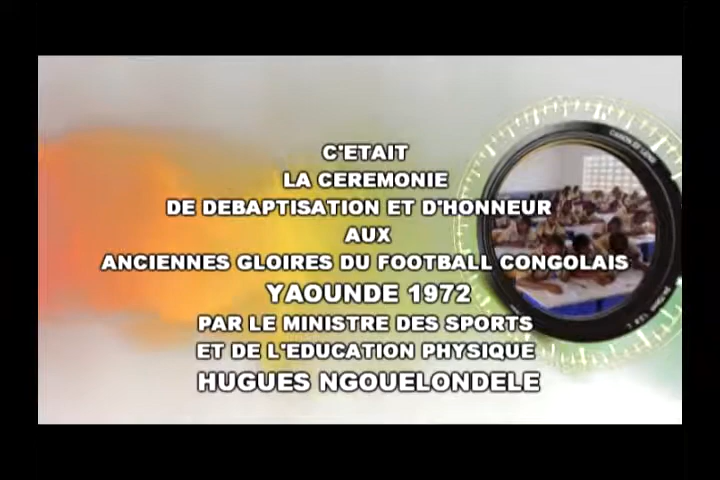 C'ETAIT
LA CEREMONIE
DE DEBAPTISATION ET D'HONNEUR
AUX
ANCIENNES GLOIRES DU FOOTBALL CONGOLAIS
YAOUNDE 1972
PAR LE MINISTRE DES SPORTS
ET DE L'EDUCATION PHYSIQUE
HUGUES NGOUELONDELE